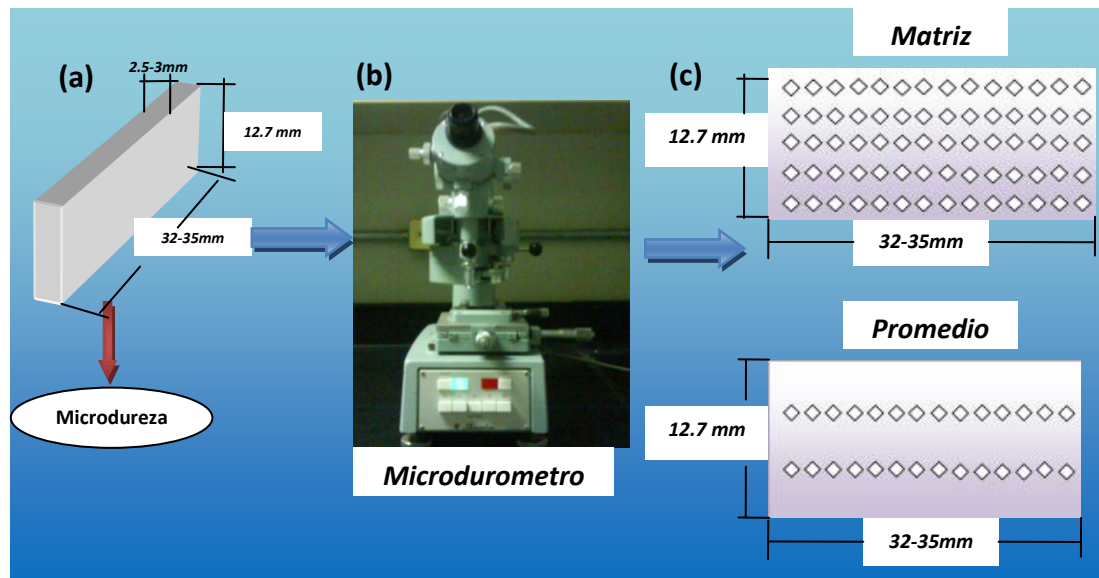 (a)
2.5-3mm
12.7 mm
32-35mm
Microdureza
(b)
Microdurometro
(c)
Matriz
12.7 mm
32-35mm
Promedio
12.7 mm
32-35mm